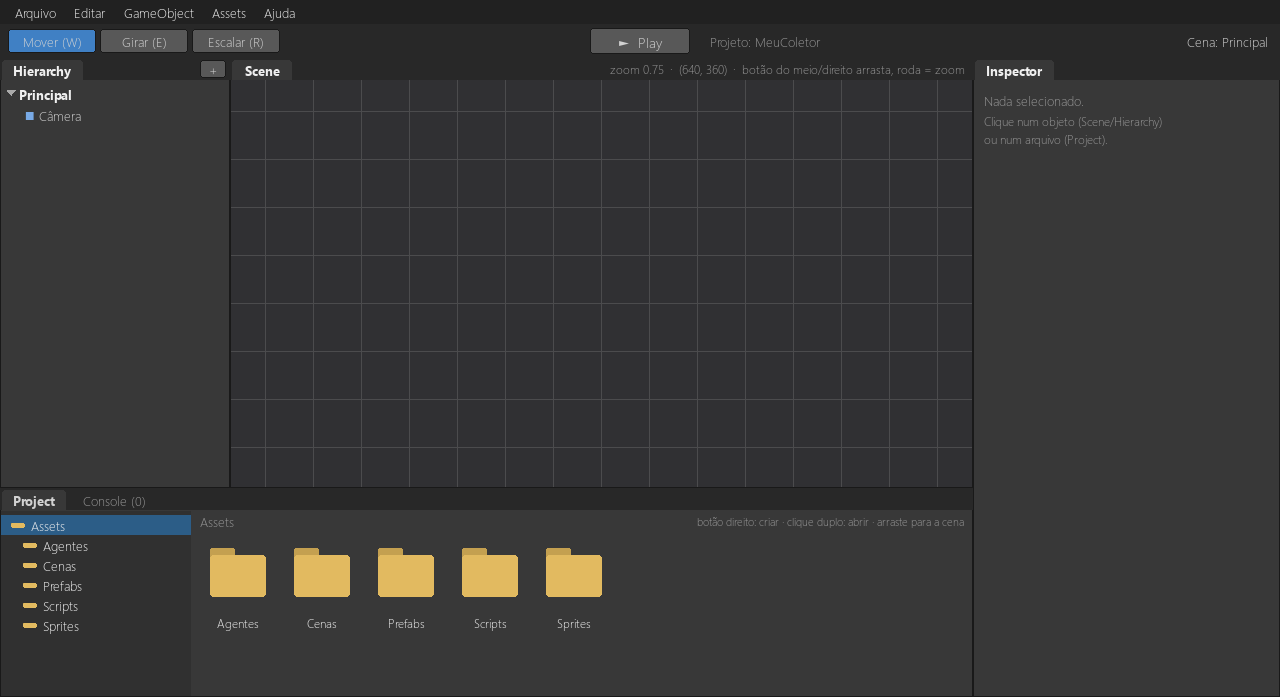 Arquivo Editar GameObject Assets Ajuda
Mover (W) Girar (E) Escalar (R) ► Play Projeto: MeuColetor Cena: Principal
Hierarchy + Scene zoom 0.75 · (640, 360) · botão do meio/direito arrasta, roda = zoom Inspector
Principal
Câmera
Nada selecionado.
Clique num objeto (Scene/Hierarchy)
ou num arquivo (Project).
Project Console (0)
Assets
Agentes
Cenas
Prefabs
Scripts
Sprites
Assets botão direito: criar · clique duplo: abrir · arraste para a cena
Agentes Cenas Prefabs Scripts Sprites